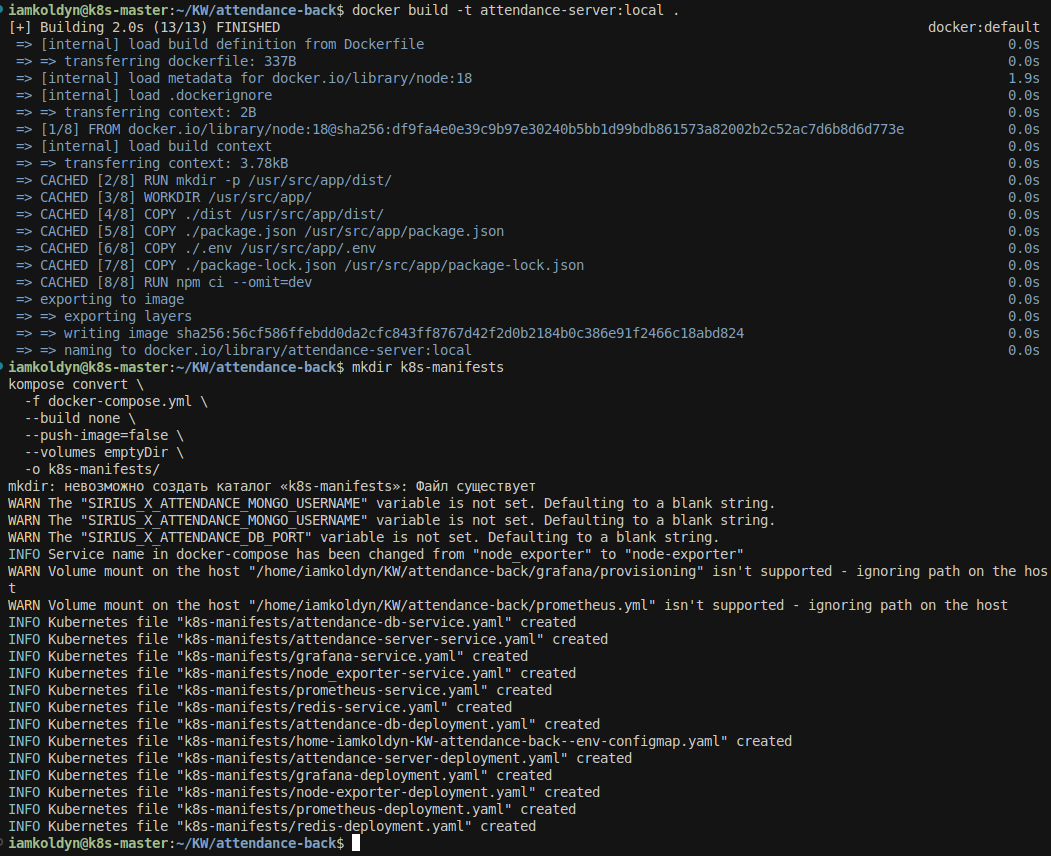 iamkoldyn@k8s-master:~/KW/attendance-back$ docker build -t attendance-server:local .
[+] Building 2.0s (13/13) FINISHED docker:default
=> [internal] load build definition from Dockerfile 0.0s
=> => transferring dockerfile: 337B 0.0s
=> [internal] load metadata for docker.io/library/node:18 1.9s
=> [internal] load .dockerignore 0.0s
=> => transferring context: 2B 0.0s
=> [1/8] FROM docker.io/library/node:18@sha256:df9fa4e0e39c9b97e30240b5bb1d99bdb861573a82002b2c52ac7d6b8d6d773e 0.0s
=> [internal] load build context 0.0s
=> => transferring context: 3.78kB 0.0s
=> CACHED [2/8] RUN mkdir -p /usr/src/app/dist/ 0.0s
=> CACHED [3/8] WORKDIR /usr/src/app/ 0.0s
=> CACHED [4/8] COPY ./dist /usr/src/app/dist/ 0.0s
=> CACHED [5/8] COPY ./package.json /usr/src/app/package.json 0.0s
=> CACHED [6/8] COPY ./.env /usr/src/app/.env 0.0s
=> CACHED [7/8] COPY ./package-lock.json /usr/src/app/package-lock.json 0.0s
=> CACHED [8/8] RUN npm ci --omit=dev 0.0s
=> exporting to image 0.0s
=> => exporting layers 0.0s
=> => writing image sha256:56cf586ffebdd0da2cfc843ff8767d42f2d0b2184b0c386e91f2466c18abd824 0.0s
=> => naming to docker.io/library/attendance-server:local 0.0s
iamkoldyn@k8s-master:~/KW/attendance-back$ mkdir k8s-manifests
kompose convert \
-f docker-compose.yml \
--build none \
--push-image=false \
--volumes emptyDir \
-o k8s-manifests/
mkdir: невозможно создать каталог «k8s-manifests»: Файл существует
WARN The "SIRIUS_X_ATTENDANCE_MONGO_USERNAME" variable is not set. Defaulting to a blank string.
WARN The "SIRIUS_X_ATTENDANCE_MONGO_USERNAME" variable is not set. Defaulting to a blank string.
WARN The "SIRIUS_X_ATTENDANCE_DB_PORT" variable is not set. Defaulting to a blank string.
INFO Service name in docker-compose has been changed from "node_exporter" to "node-exporter"
WARN Volume mount on the host "/home/iamkoldyn/KW/attendance-back/grafana/provisioning" isn't supported - ignoring path on the hos
t
WARN Volume mount on the host "/home/iamkoldyn/KW/attendance-back/prometheus.yml" isn't supported - ignoring path on the host
INFO Kubernetes file "k8s-manifests/attendance-db-service.yaml" created
INFO Kubernetes file "k8s-manifests/attendance-server-service.yaml" created
INFO Kubernetes file "k8s-manifests/grafana-service.yaml" created
INFO Kubernetes file "k8s-manifests/node_exporter-service.yaml" created
INFO Kubernetes file "k8s-manifests/prometheus-service.yaml" created
INFO Kubernetes file "k8s-manifests/redis-service.yaml" created
INFO Kubernetes file "k8s-manifests/attendance-db-deployment.yaml" created
INFO Kubernetes file "k8s-manifests/home-iamkoldyn-KW-attendance-back--env-configmap.yaml" created
INFO Kubernetes file "k8s-manifests/attendance-server-deployment.yaml" created
INFO Kubernetes file "k8s-manifests/grafana-deployment.yaml" created
INFO Kubernetes file "k8s-manifests/node-exporter-deployment.yaml" created
INFO Kubernetes file "k8s-manifests/prometheus-deployment.yaml" created
INFO Kubernetes file "k8s-manifests/redis-deployment.yaml" created
iamkoldyn@k8s-master:~/KW/attendance-back$